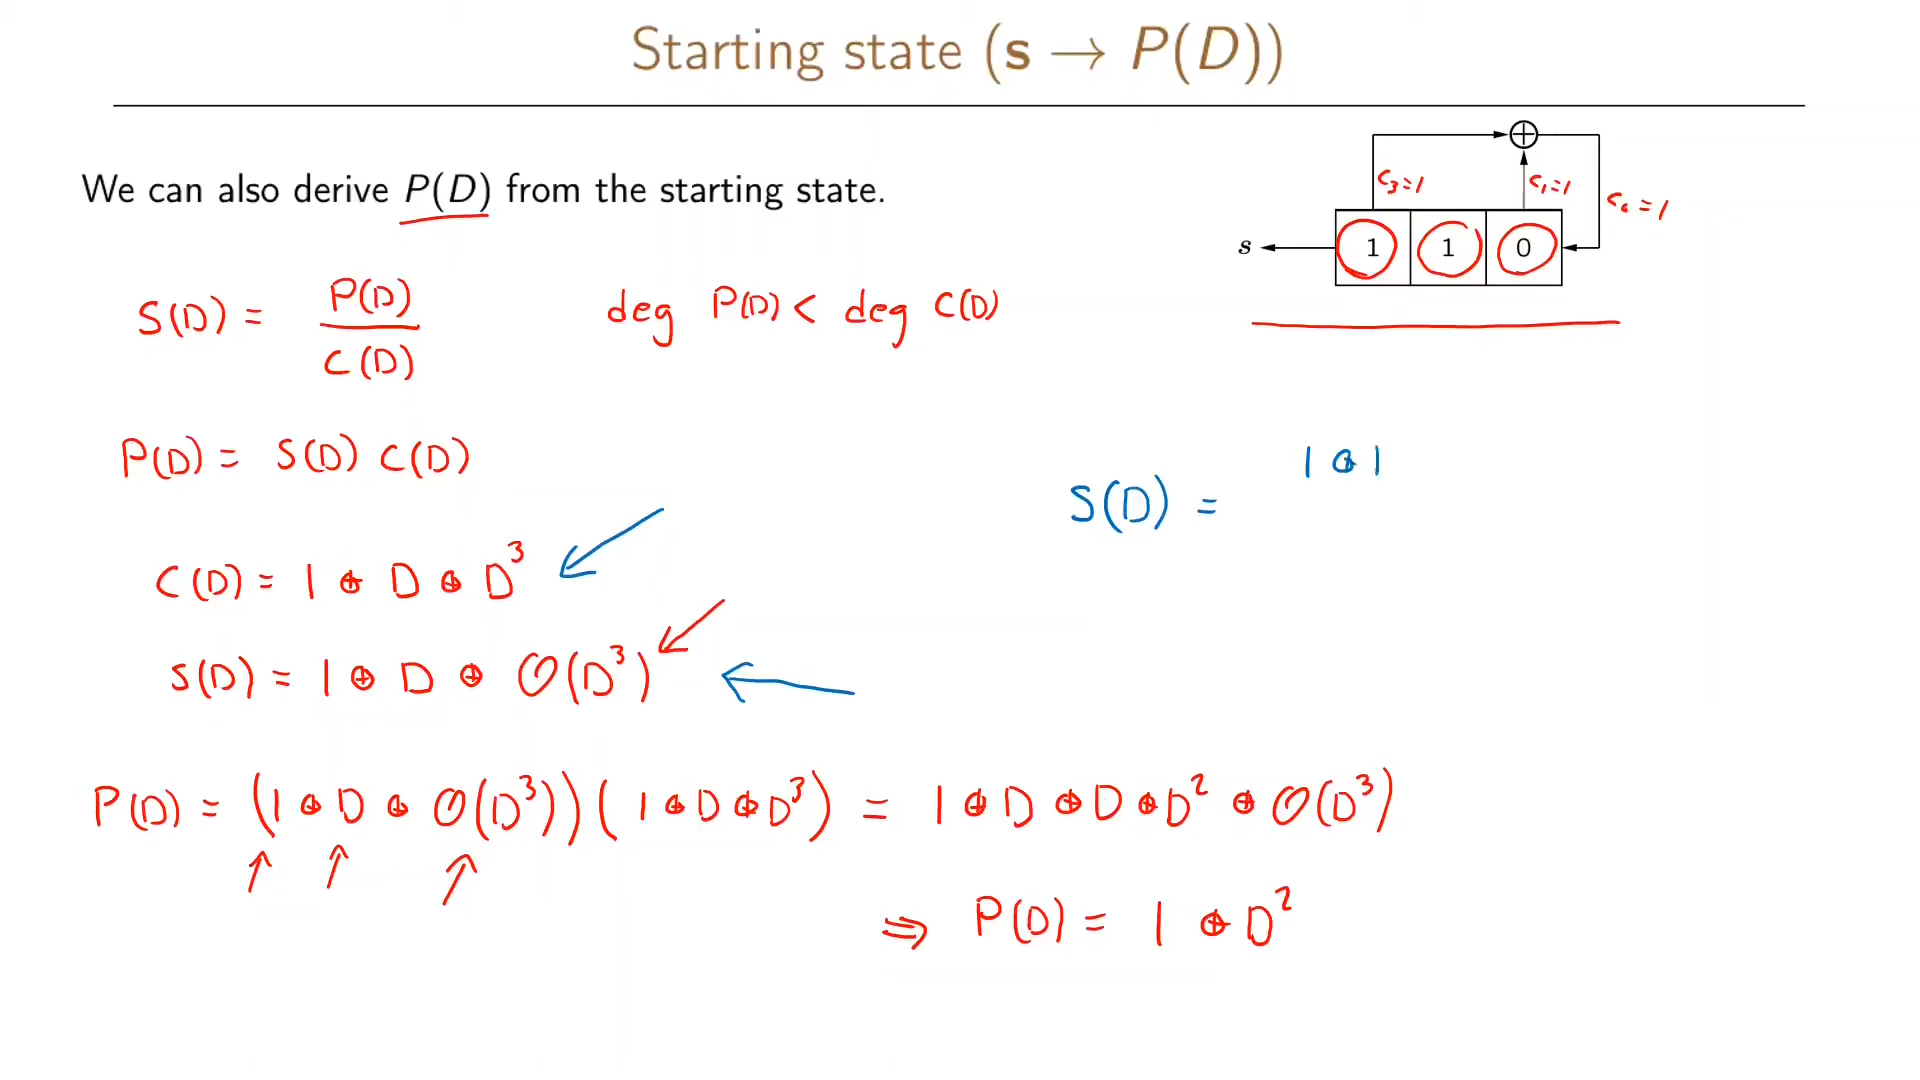 Starting state (s → P(D))
We can also derive P(D) from the starting state.
c₃=1 c₁=1 c₀=1
s 1 1 0
S(D) = P(D) / C(D) deg P(D) < deg C(D)
P(D) = S(D) C(D)
S(D) = 1 ⊕ 1
C(D) = 1 ⊕ D ⊕ D³
S(D) = 1 ⊕ D ⊕ O(D³)
P(D) = (1 ⊕ D ⊕ O(D³))(1 ⊕ D ⊕ D³) = 1 ⊕ D ⊕ D ⊕ D² ⊕ O(D³)
⇒ P(D) = 1 ⊕ D²